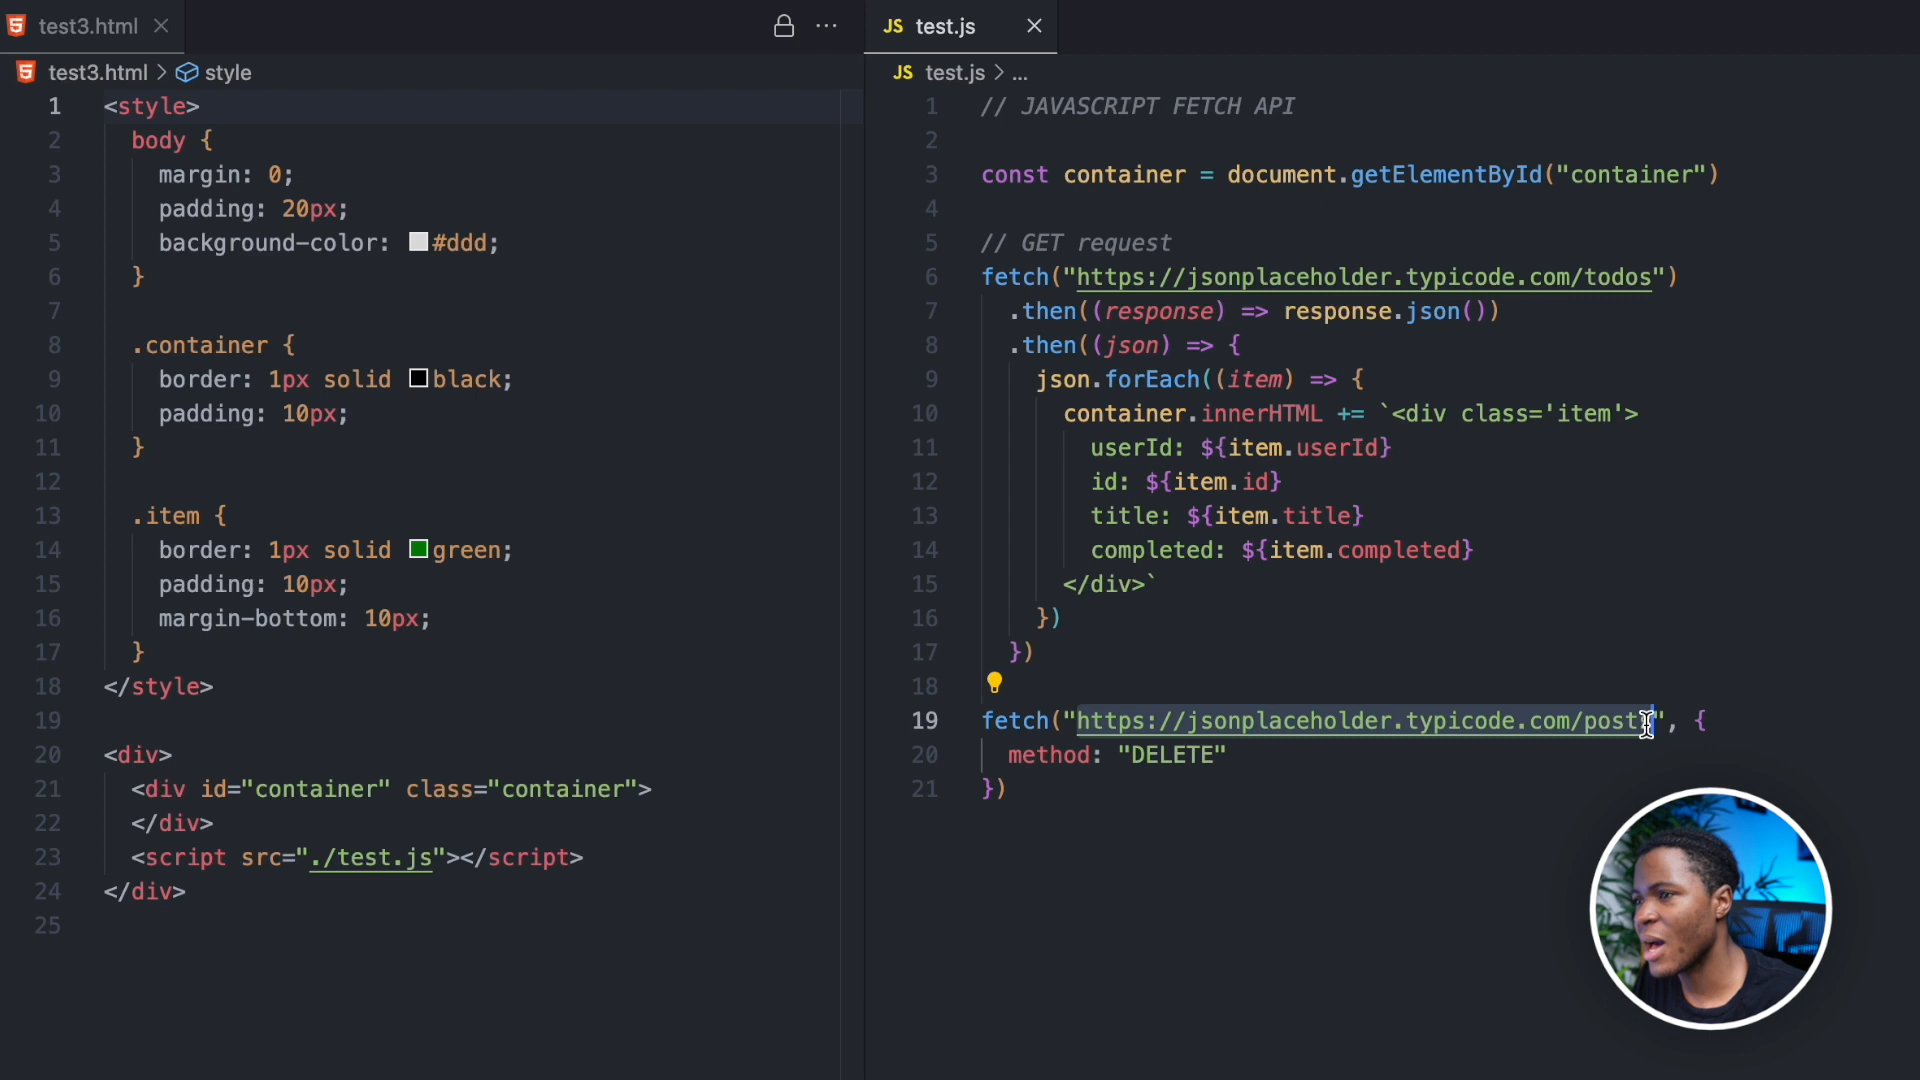 test3.html
test3.html > style
1 <style>
2 body {
3 margin: 0;
4 padding: 20px;
5 background-color: #ddd;
6 }
7
8 .container {
9 border: 1px solid black;
10 padding: 10px;
11 }
12
13 .item {
14 border: 1px solid green;
15 padding: 10px;
16 margin-bottom: 10px;
17 }
18 </style>
19
20 <div>
21 <div id="container" class="container">
22 </div>
23 <script src="./test.js"></script>
24 </div>
25
JS test.js
JS test.js > ...
1 // JAVASCRIPT FETCH API
2
3 const container = document.getElementById("container")
4
5 // GET request
6 fetch("https://jsonplaceholder.typicode.com/todos")
7 .then((response) => response.json())
8 .then((json) => {
9 json.forEach((item) => {
10 container.innerHTML += `<div class='item'>
11 userId: ${item.userId}
12 id: ${item.id}
13 title: ${item.title}
14 completed: ${item.completed}
15 </div>`
16 })
17 })
18
19 fetch("https://jsonplaceholder.typicode.com/posts", {
20 method: "DELETE"
21 })